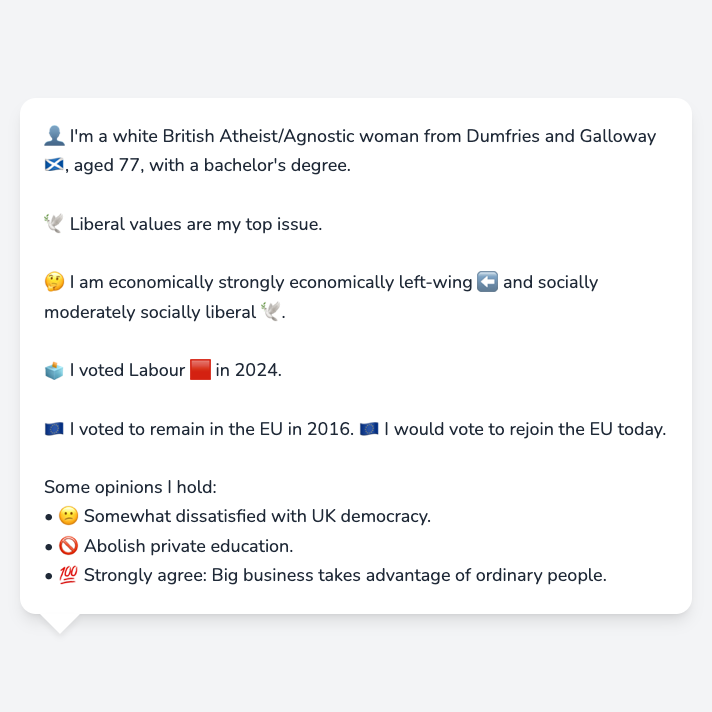 👤 I'm a white British Atheist/Agnostic woman from Dumfries and Galloway
🏴󠁧󠁢󠁳󠁣󠁴󠁿, aged 77, with a bachelor's degree.
🕊️ Liberal values are my top issue.
🤔 I am economically strongly economically left-wing ⬅️ and socially
moderately socially liberal 🕊️.
🗳️ I voted Labour 🟥 in 2024.
🇪🇺 I voted to remain in the EU in 2016. 🇪🇺 I would vote to rejoin the EU today.
Some opinions I hold:
• 😕 Somewhat dissatisfied with UK democracy.
• 🚫 Abolish private education.
• 💯 Strongly agree: Big business takes advantage of ordinary people.